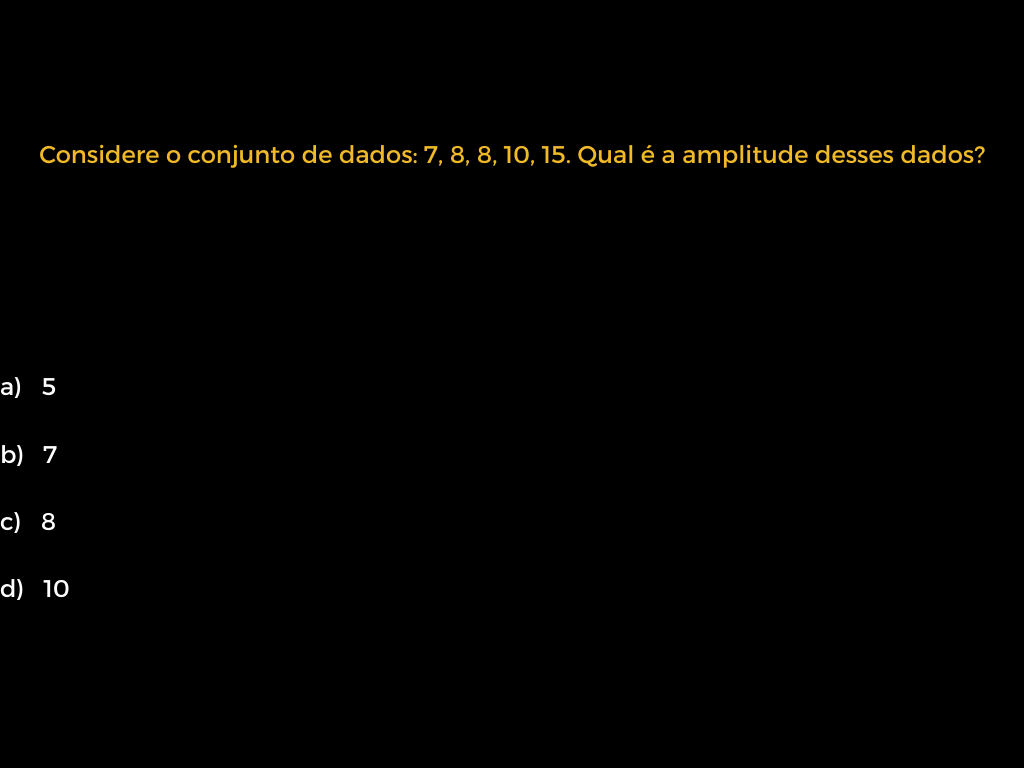 Considere o conjunto de dados: 7, 8, 8, 10, 15. Qual é a amplitude desses dados?
a) 5
b) 7
c) 8
d) 10